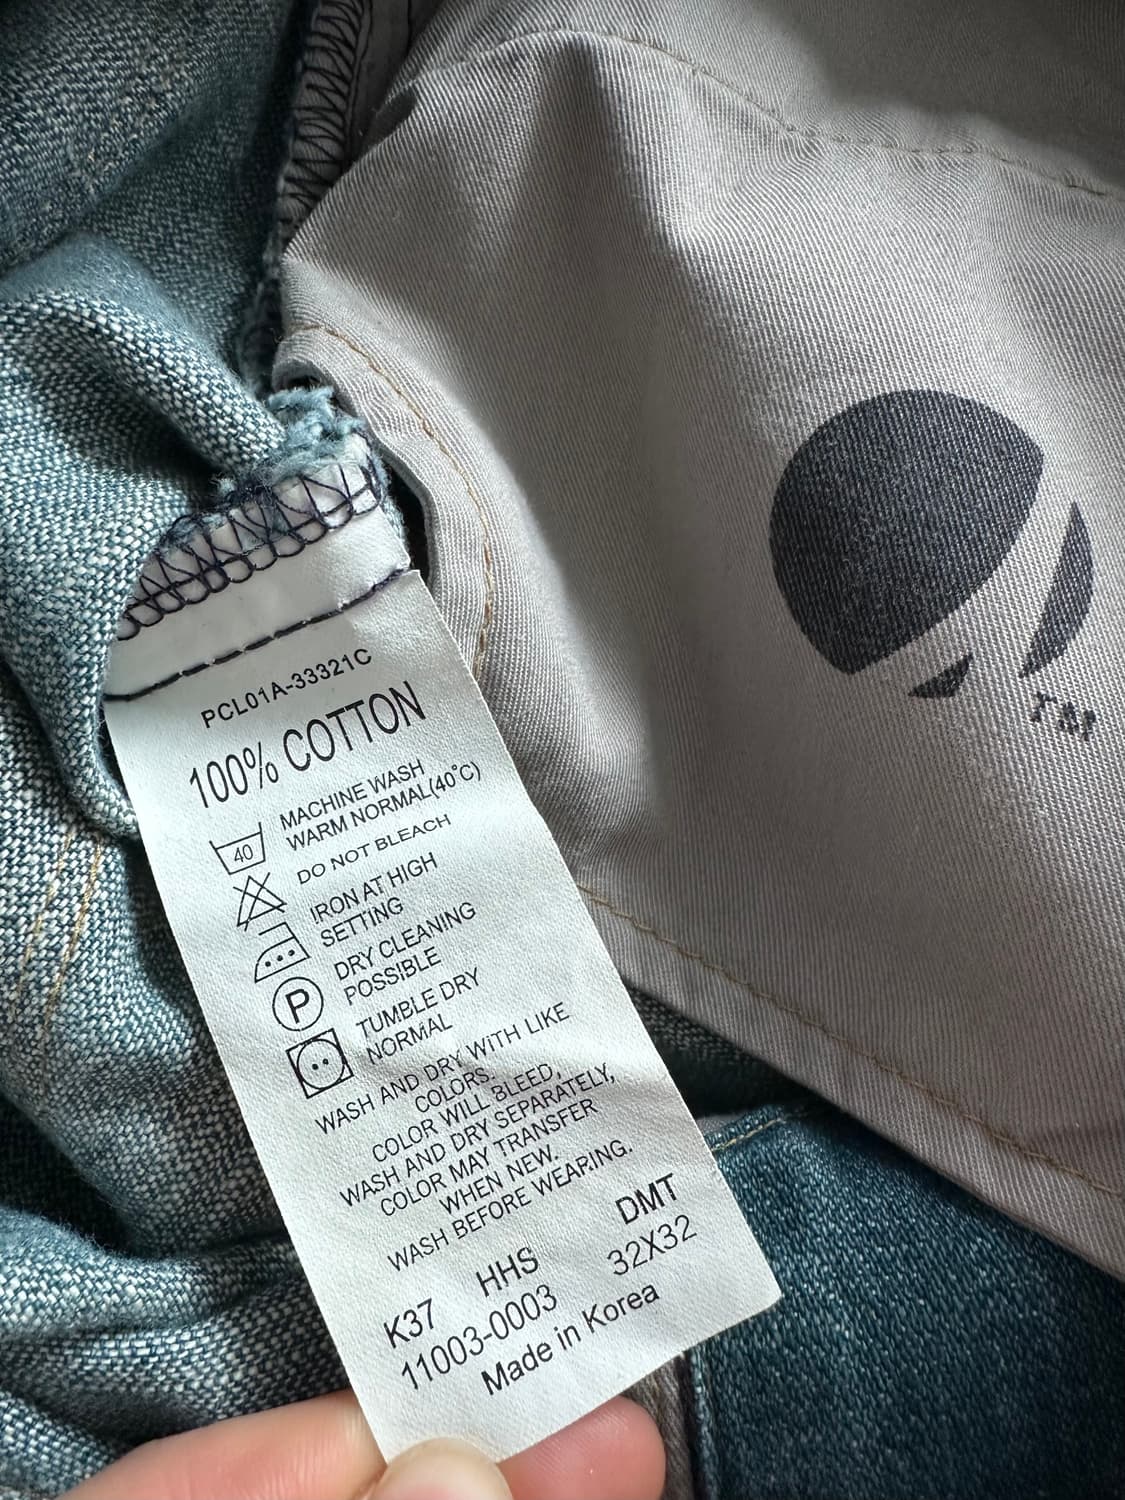 PCL01A-33321C
100% COTTON
40
MACHINE WASH
WARM NORMAL(40°C)
DO NOT BLEACH
IRON AT HIGH
SETTING
P
DRY CLEANING
POSSIBLE
TUMBLE DRY
NORMAL
WASH AND DRY WITH LIKE
COLORS.
COLOR WILL BLEED,
WASH AND DRY SEPARATELY,
COLOR MAY TRANSFER
WHEN NEW.
WASH BEFORE WEARING.
K37 HHS DMT
11003-0003 32X32
Made in Korea
TM